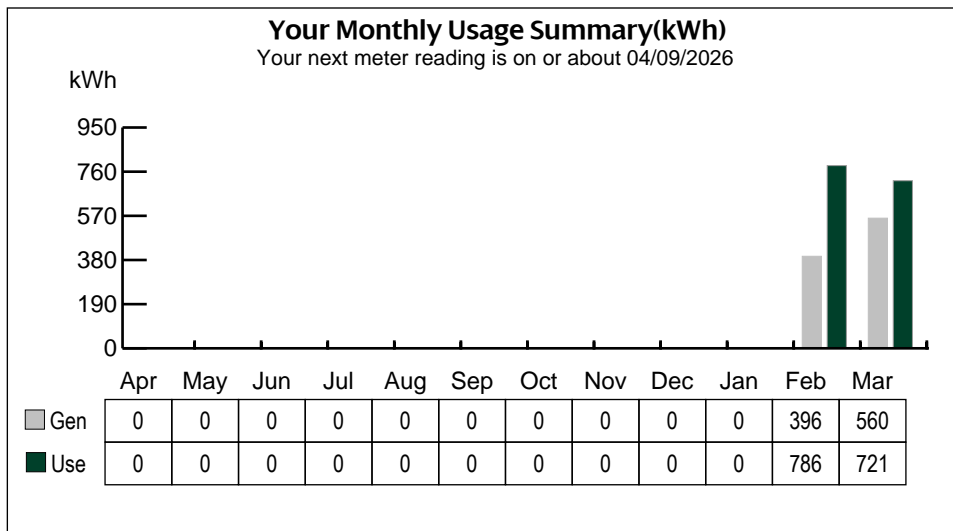 Your Monthly Usage Summary(kWh)
Your next meter reading is on or about 04/09/2026
kWh
950
760
570
380
190
0
Apr May Jun Jul Aug Sep Oct Nov Dec Jan Feb Mar
Gen 0 0 0 0 0 0 0 0 0 0 396 560
Use 0 0 0 0 0 0 0 0 0 0 786 721